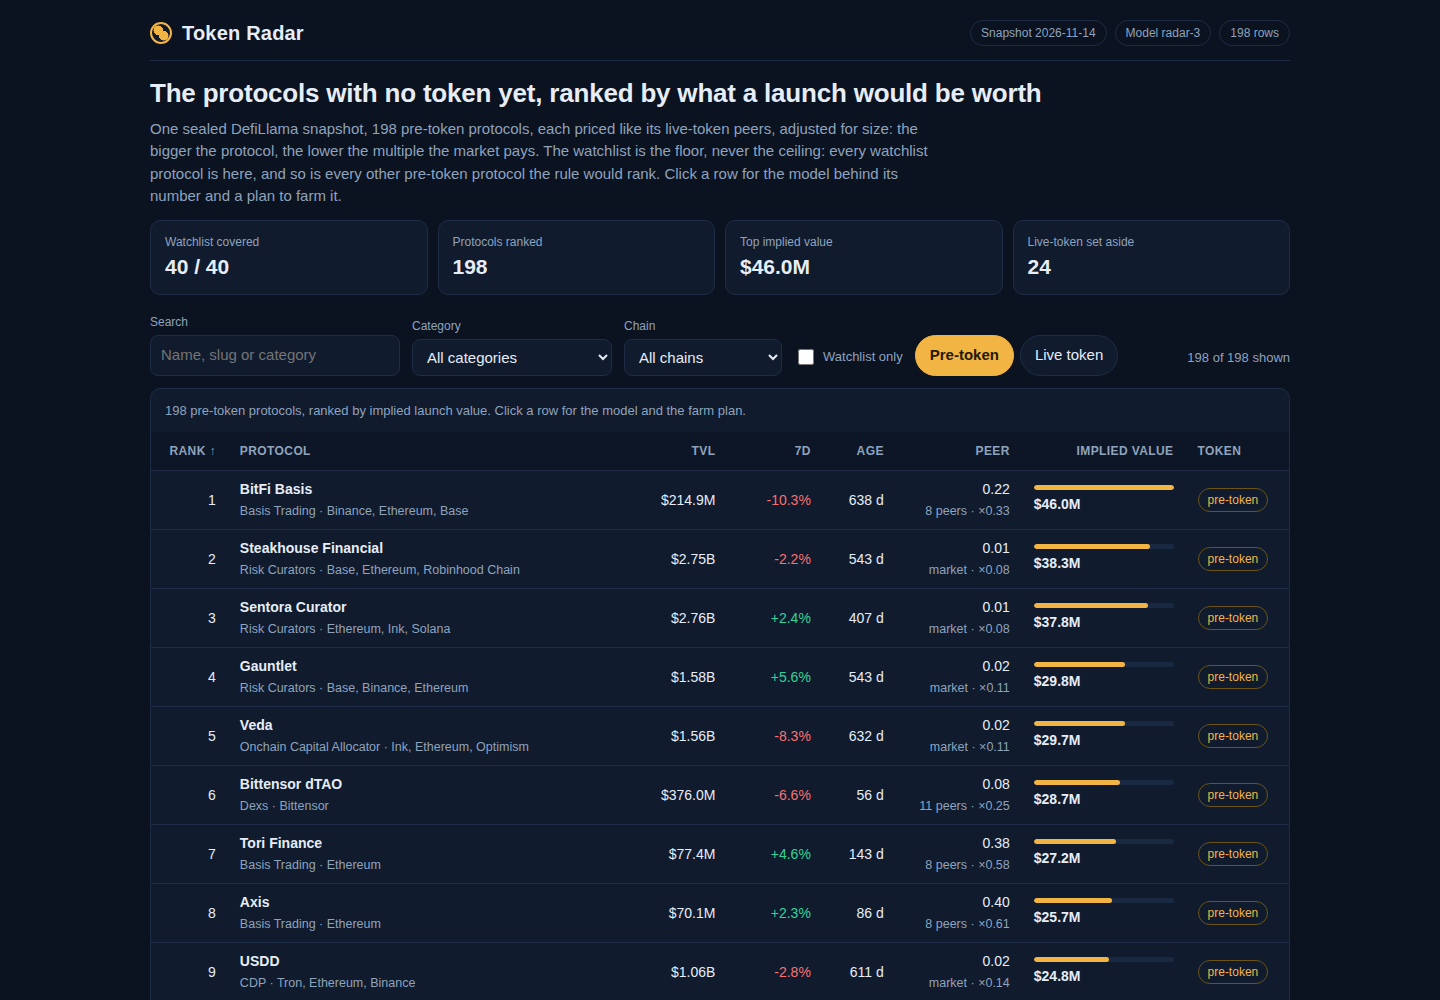 Token Radar
Snapshot 2026-11-14
Model radar-3
198 rows
The protocols with no token yet, ranked by what a launch would be worth
One sealed DefiLlama snapshot, 198 pre-token protocols, each priced like its live-token peers, adjusted for size: the
bigger the protocol, the lower the multiple the market pays. The watchlist is the floor, never the ceiling: every watchlist
protocol is here, and so is every other pre-token protocol the rule would rank. Click a row for the model behind its
number and a plan to farm it.
Watchlist covered
40 / 40
Protocols ranked
198
Top implied value
$46.0M
Live-token set aside
24
Search
Name, slug or category
Category
All categories
Chain
All chains
Watchlist only
Pre-token
Live token
198 of 198 shown
198 pre-token protocols, ranked by implied launch value. Click a row for the model and the farm plan.
RANK ↑ PROTOCOL TVL 7D AGE PEER IMPLIED VALUE TOKEN
1 BitFi Basis $214.9M -10.3% 638 d 0.22 $46.0M pre-token
Basis Trading · Binance, Ethereum, Base 8 peers · ×0.33
2 Steakhouse Financial $2.75B -2.2% 543 d 0.01 $38.3M pre-token
Risk Curators · Base, Ethereum, Robinhood Chain market · ×0.08
3 Sentora Curator $2.76B +2.4% 407 d 0.01 $37.8M pre-token
Risk Curators · Ethereum, Ink, Solana market · ×0.08
4 Gauntlet $1.58B +5.6% 543 d 0.02 $29.8M pre-token
Risk Curators · Base, Binance, Ethereum market · ×0.11
5 Veda $1.56B -8.3% 632 d 0.02 $29.7M pre-token
Onchain Capital Allocator · Ink, Ethereum, Optimism market · ×0.11
6 Bittensor dTAO $376.0M -6.6% 56 d 0.08 $28.7M pre-token
Dexs · Bittensor 11 peers · ×0.25
7 Tori Finance $77.4M +4.6% 143 d 0.38 $27.2M pre-token
Basis Trading · Ethereum 8 peers · ×0.58
8 Axis $70.1M +2.3% 86 d 0.40 $25.7M pre-token
Basis Trading · Ethereum 8 peers · ×0.61
9 USDD $1.06B -2.8% 611 d 0.02 $24.8M pre-token
CDP · Tron, Ethereum, Binance market · ×0.14